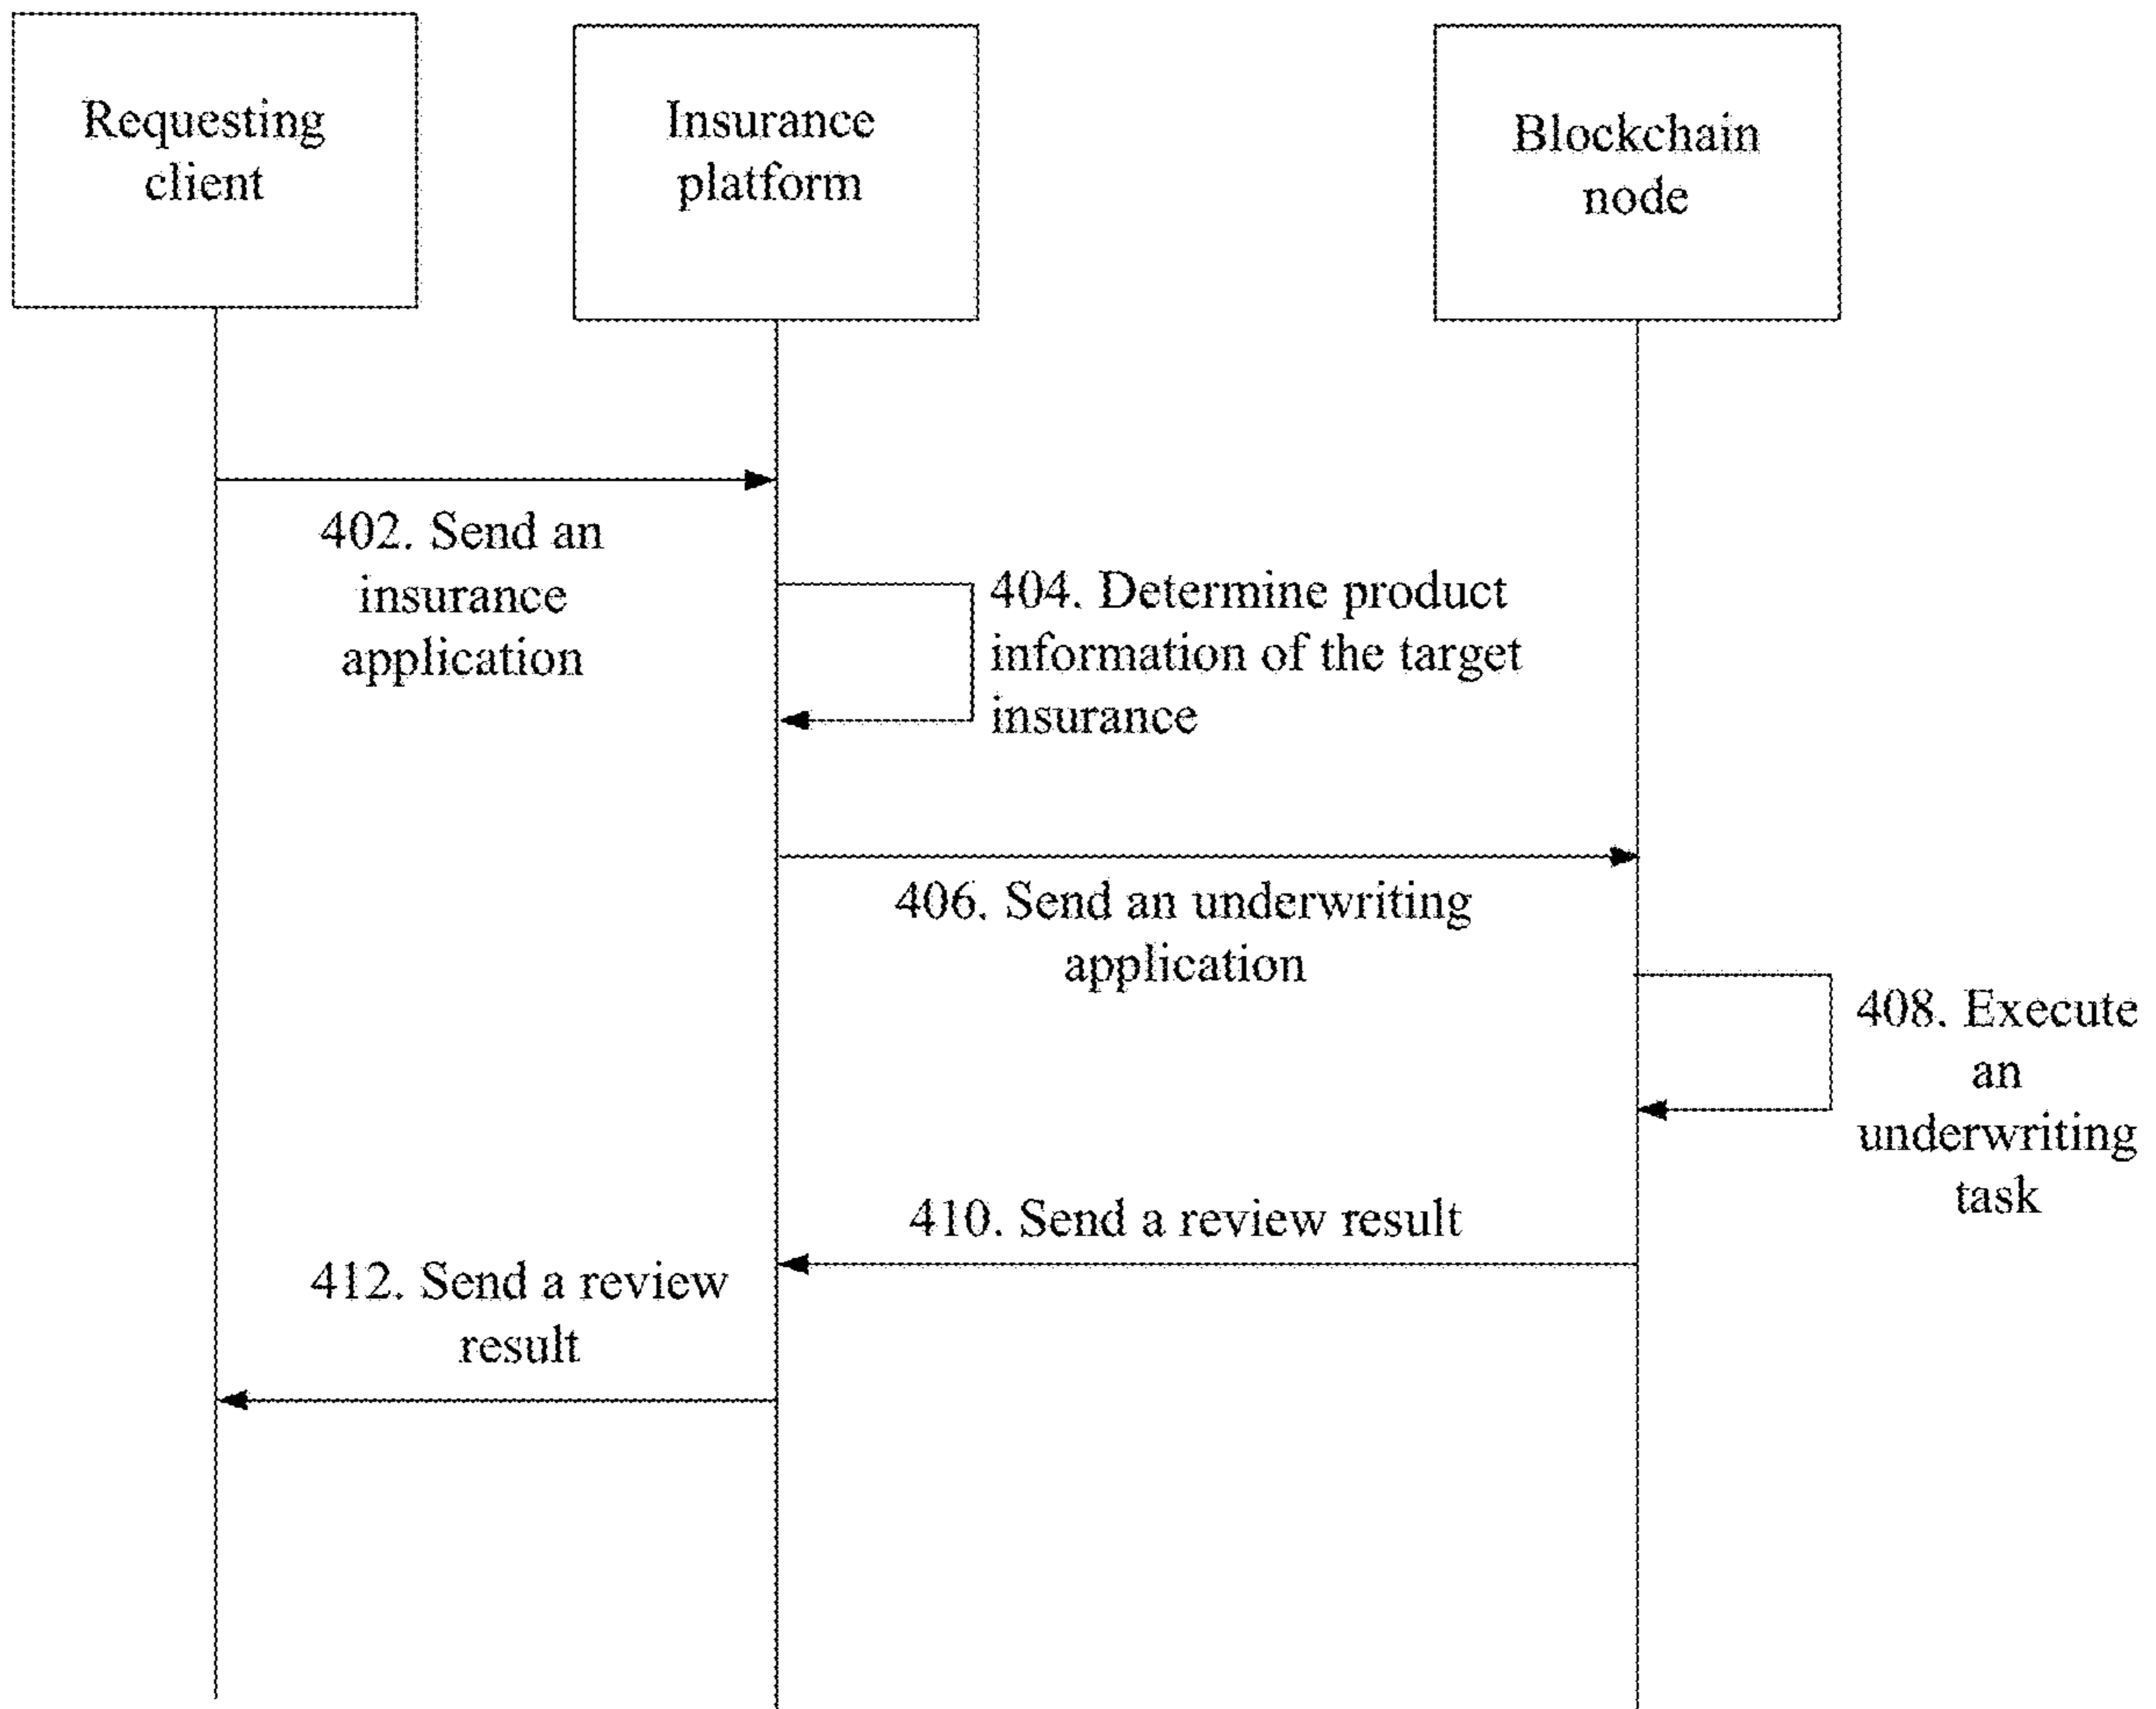 Requesting
client
Insurance
platform
Blockchain
node
402. Send an
insurance
application
404. Determine product
information of the target
insurance
406. Send an underwriting
application
408. Execute
an
underwriting
task
410. Send a review result
412. Send a review
result